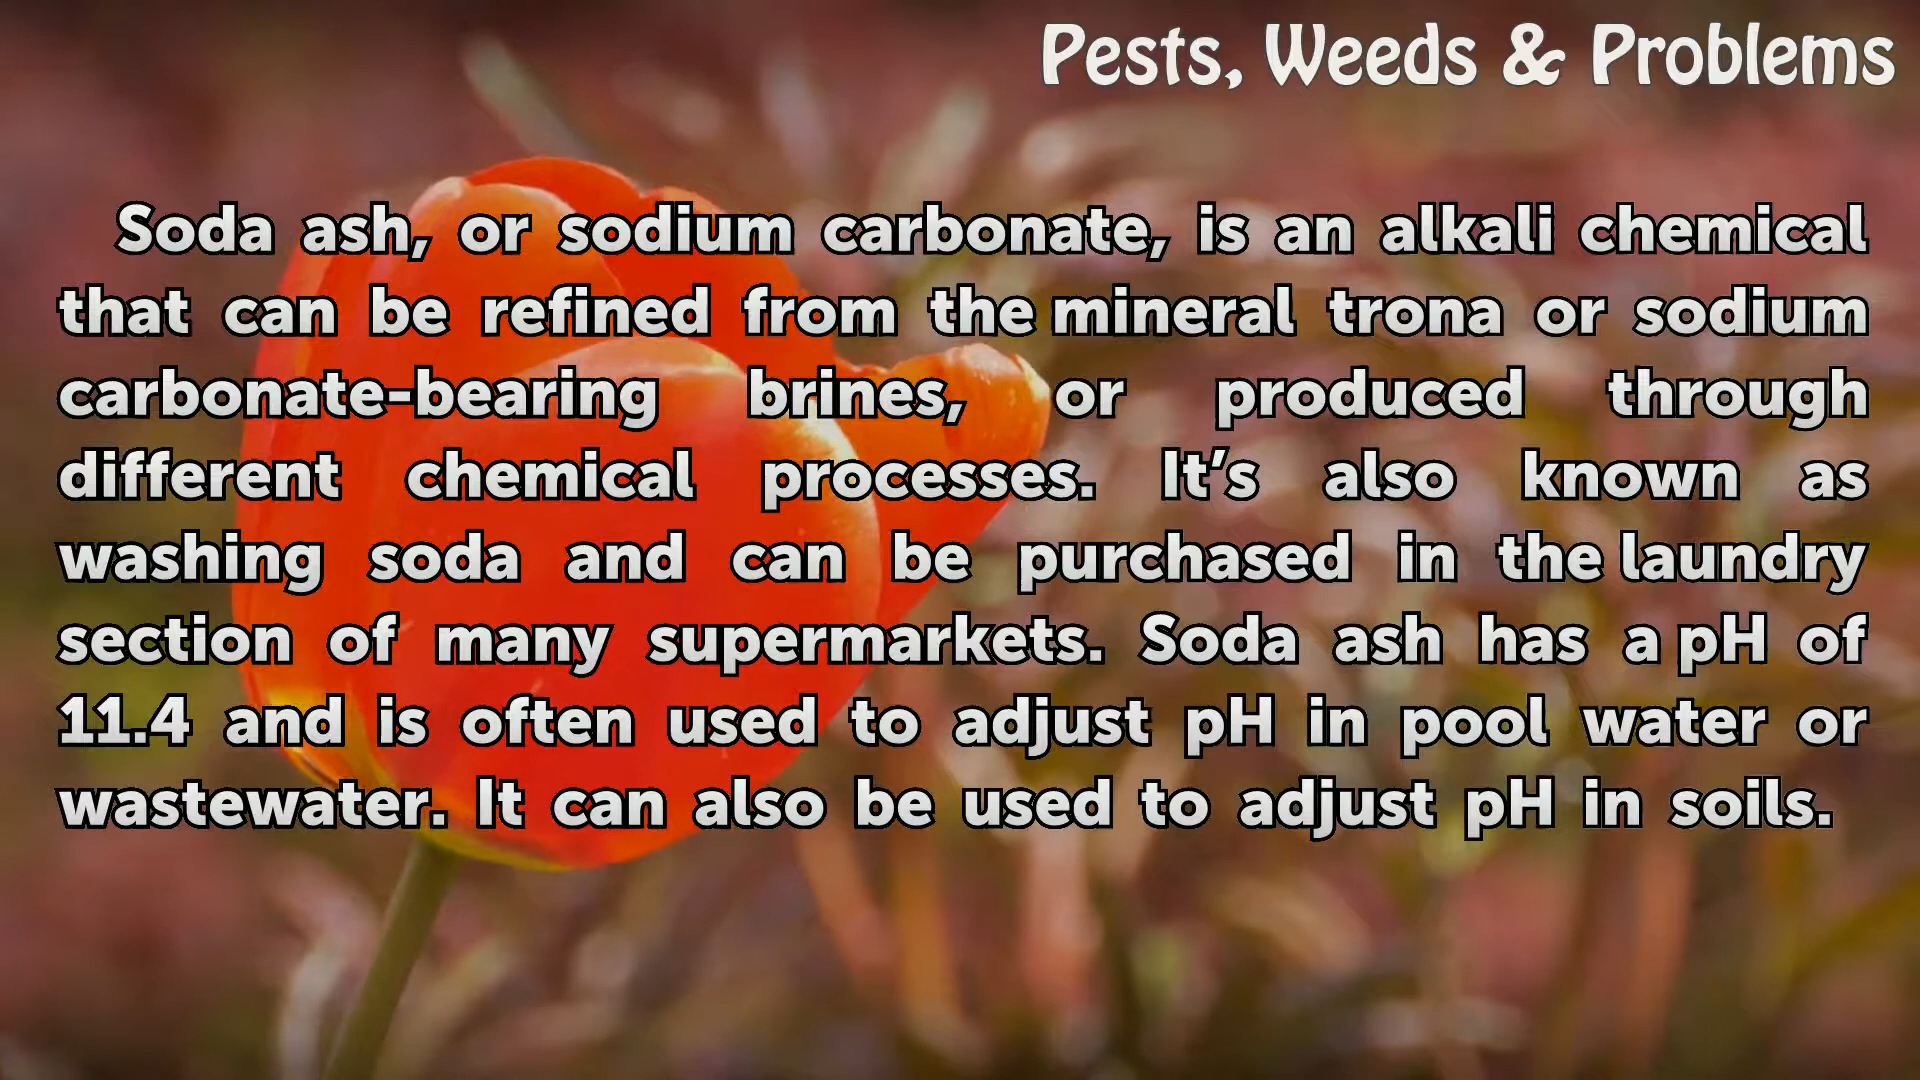 Pests, Weeds & Problems
Soda ash, or sodium carbonate, is an alkali chemical
that can be refined from the mineral trona or sodium
carbonate-bearing brines, or produced through
different chemical processes. It’s also known as
washing soda and can be purchased in the laundry
section of many supermarkets. Soda ash has a pH of
11.4 and is often used to adjust pH in pool water or
wastewater. It can also be used to adjust pH in soils.